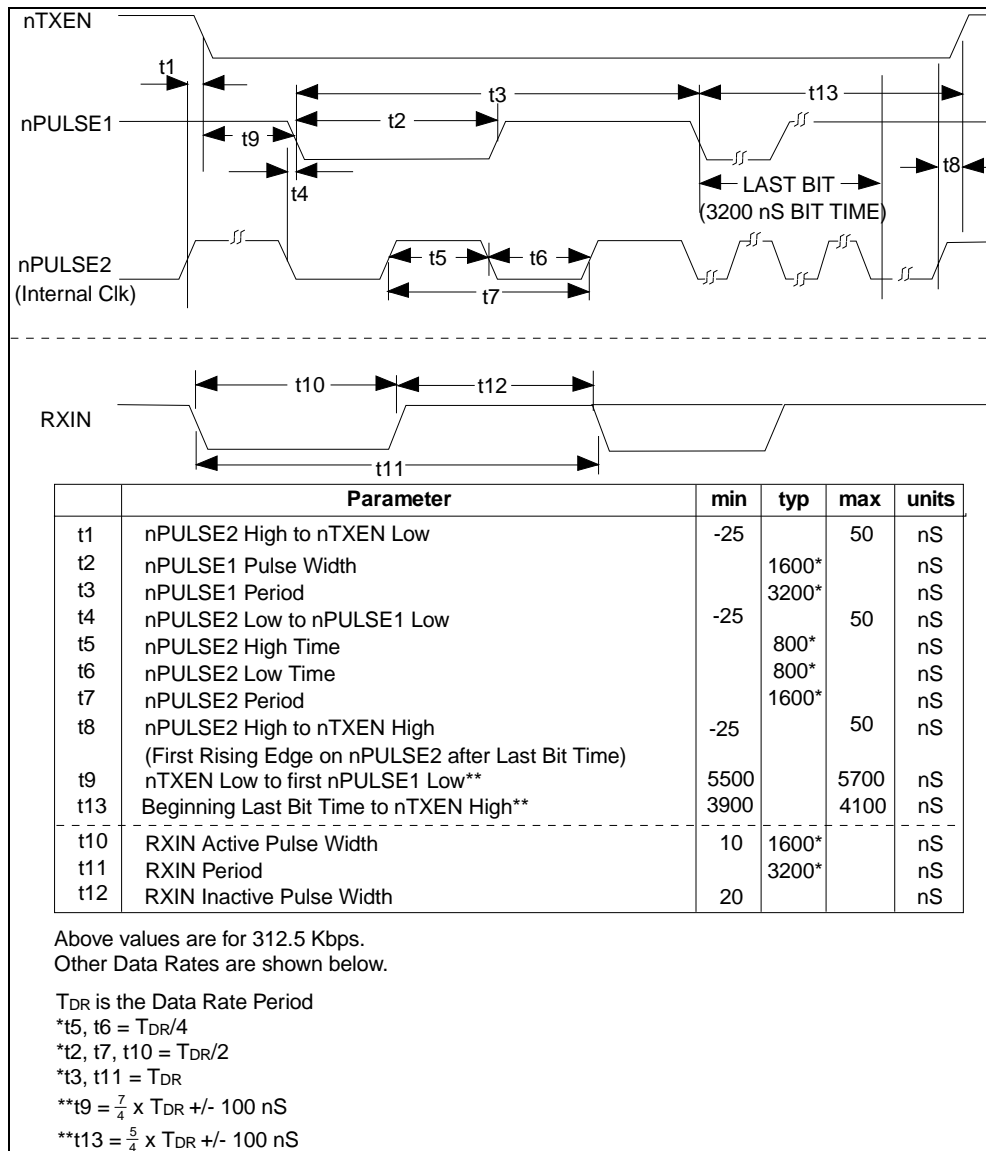 nTXEN
t1
t3
t13
nPULSE1
t2
t9
t4
LAST BIT
t8
(3200 nS BIT TIME)
nPULSE2
t5
t6
(Internal Clk)
t7
t10
t12
RXIN
t11
Parameter min typ max units
t1 nPULSE2 High to nTXEN Low -25 50 nS
t2 nPULSE1 Pulse Width 1600* nS
t3 nPULSE1 Period 3200* nS
t4 nPULSE2 Low to nPULSE1 Low -25 50 nS
t5 nPULSE2 High Time 800* nS
t6 nPULSE2 Low Time 800* nS
t7 nPULSE2 Period 1600* nS
t8 nPULSE2 High to nTXEN High -25 50 nS
(First Rising Edge on nPULSE2 after Last Bit Time)
t9 nTXEN Low to first nPULSE1 Low** 5500 5700 nS
t13 Beginning Last Bit Time to nTXEN High** 3900 4100 nS
t10 RXIN Active Pulse Width 10 1600* nS
t11 RXIN Period 3200* nS
t12 RXIN Inactive Pulse Width 20 nS
Above values are for 312.5 Kbps.
Other Data Rates are shown below.
TDR is the Data Rate Period
*t5, t6 = TDR/4
*t2, t7, t10 = TDR/2
*t3, t11 = TDR
**t9 = 7/4 x TDR +/- 100 nS
**t13 = 5/4 x TDR +/- 100 nS